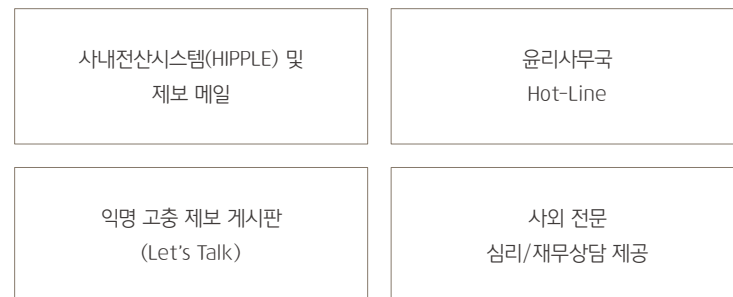 사내전산시스템(HIPPLE) 및
제보 메일
윤리사무국
Hot-Line
익명 고충 제보 게시판
(Let's Talk)
사외 전문
심리/재무상담 제공